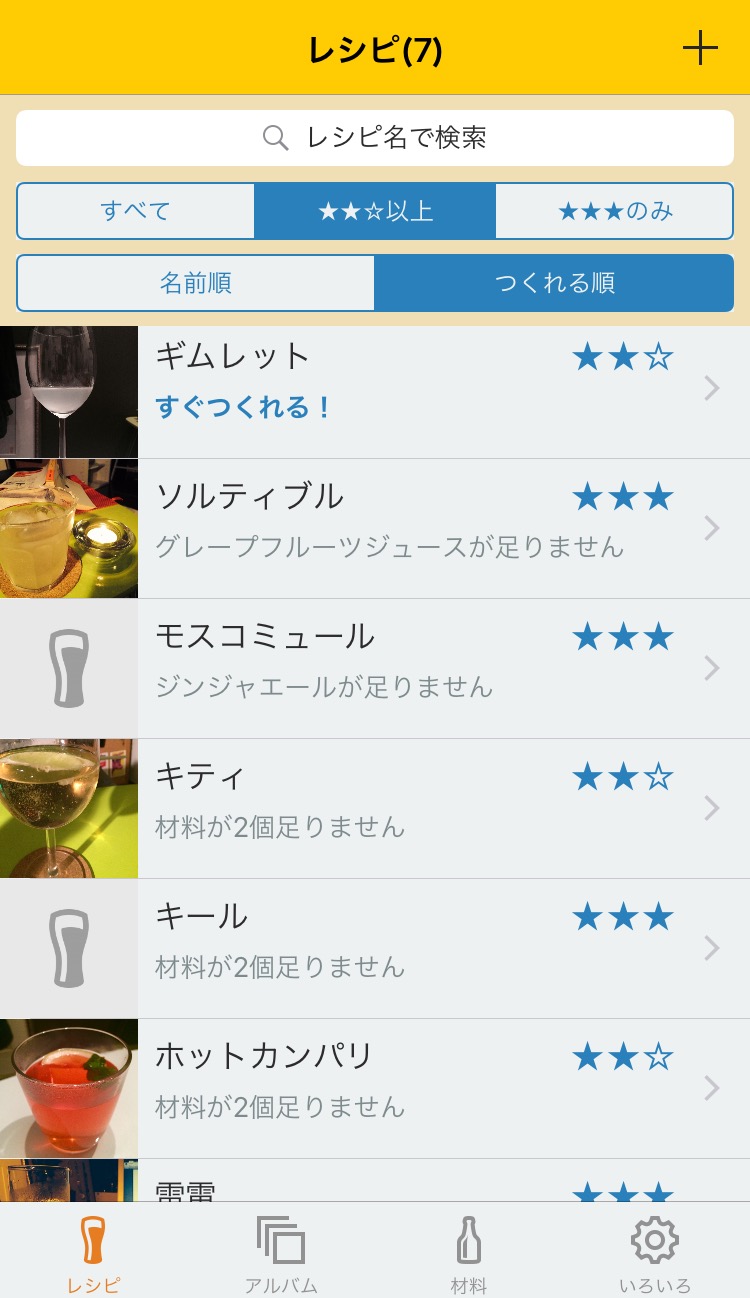 レシピ(7)
レシピ名で検索
すべて
★★☆以上
★★★のみ
名前順
つくれる順
ギムレット ★★☆
すぐつくれる！
ソルティブル ★★★
グレープフルーツジュースが足りません
モスコミュール ★★★
ジンジャエールが足りません
キティ ★★☆
材料が2個足りません
キール ★★★
材料が2個足りません
ホットカンパリ ★★☆
材料が2個足りません
雷電 ★★★
レシピ
アルバム
材料
いろいろ